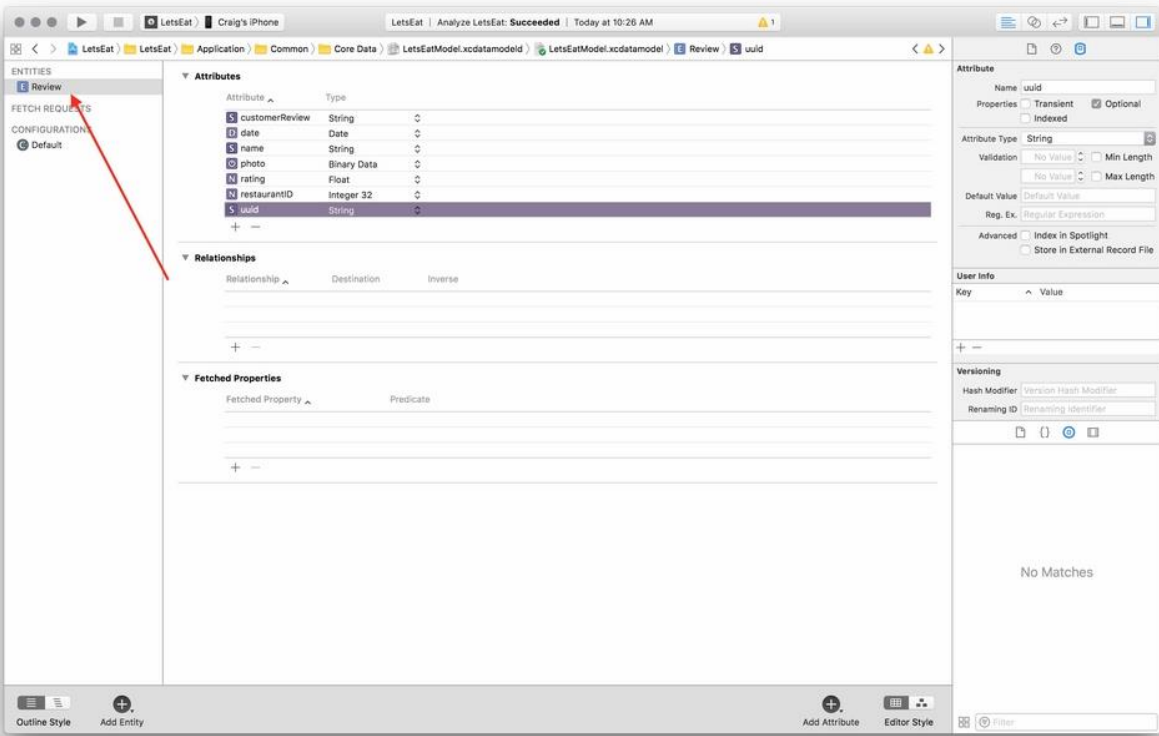 LetsEat Craig's iPhone LetsEat | Analyze LetsEat: Succeeded | Today at 10:26 AM 1
LetsEat LetsEat Application Common Core Data LetsEatModel.xcdatamodeld LetsEatModel.xcdatamodel E Review S uuid
ENTITIES
E Review
FETCH REQUESTS
CONFIGURATIONS
C Default
Attributes
Attribute Type
S customerReview String
D date Date
S name String
photo Binary Data
N rating Float
N restaurantID Integer 32
S uuid String
+ −
Relationships
Relationship Destination Inverse
+ −
Fetched Properties
Fetched Property Predicate
+ −
Attribute
Name uuid
Properties Transient Optional
Indexed
Attribute Type String
Validation No Value Min Length
No Value Max Length
Default Value Default Value
Reg. Ex. Regular Expression
Advanced Index in Spotlight
Store in External Record File
User Info
Key Value
+ −
Versioning
Hash Modifier Version Hash Modifier
Renaming ID Renaming Identifier
{}
No Matches
Outline Style Add Entity Add Attribute Editor Style
Filter